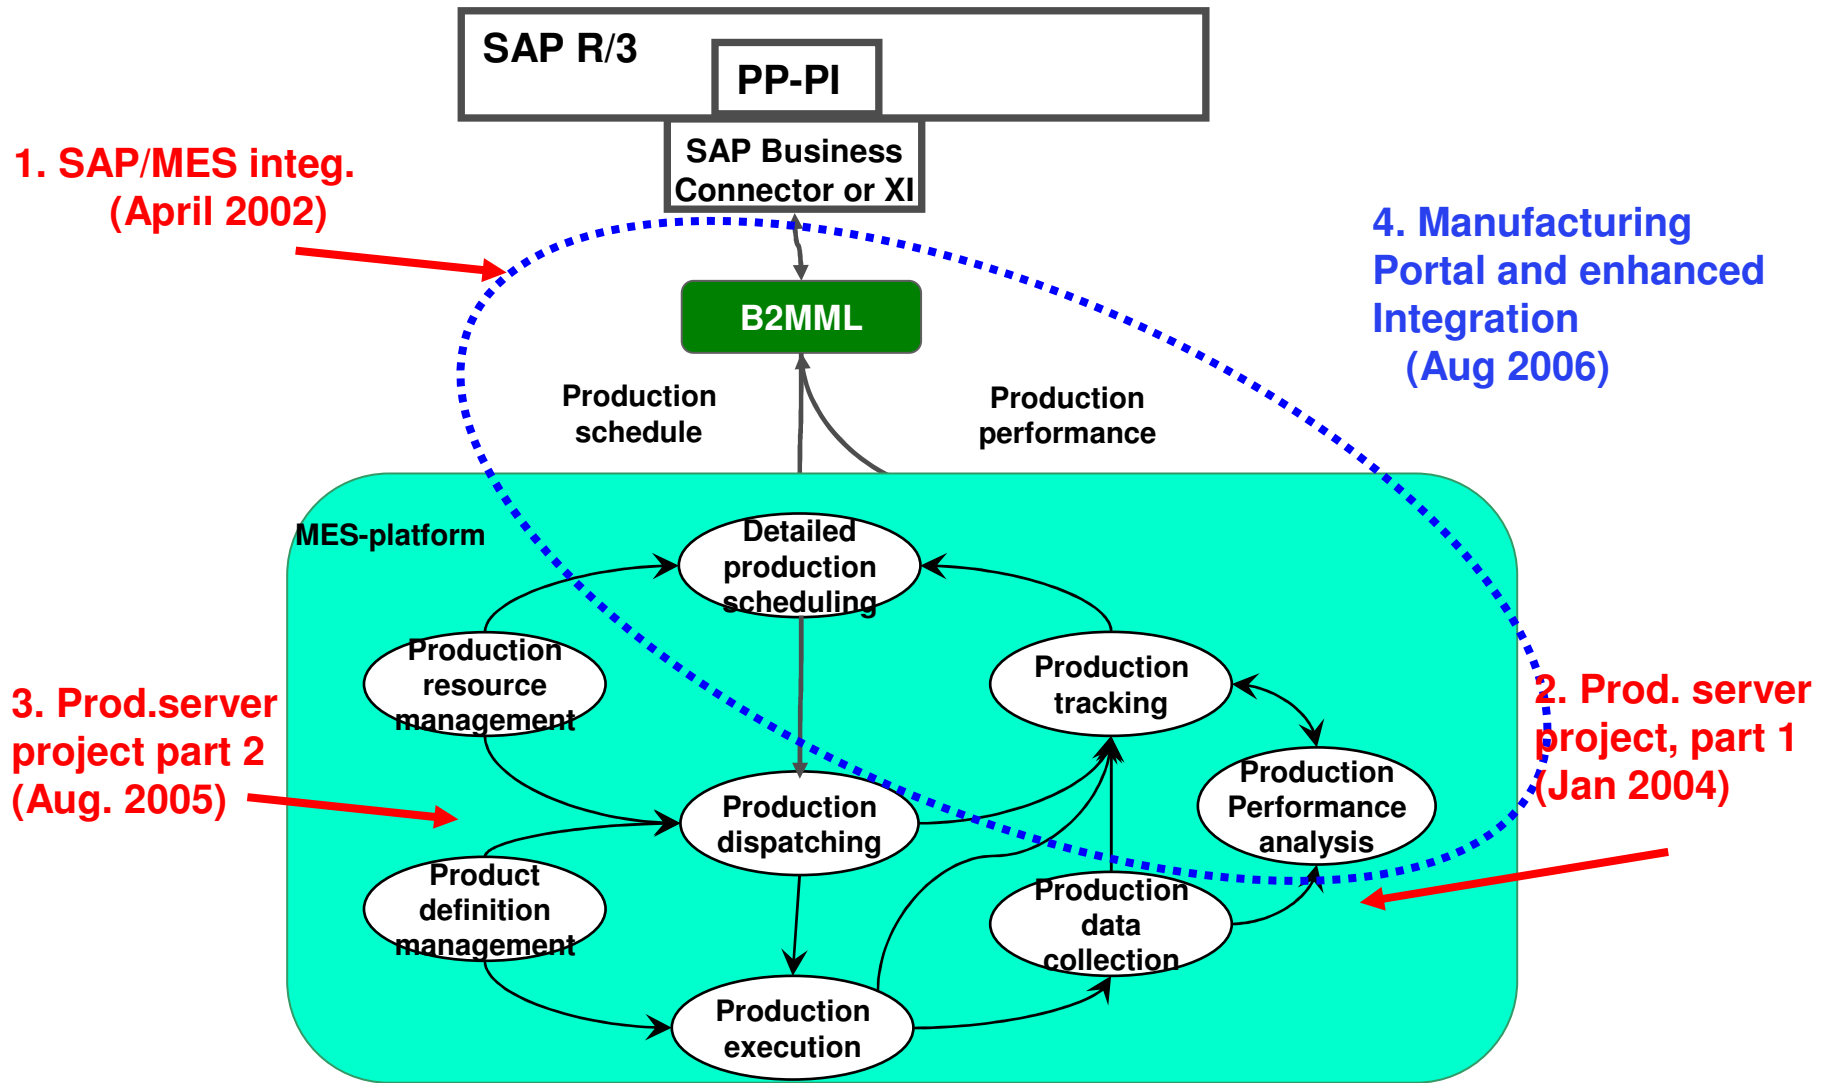 SAP R/3
PP-PI
SAP Business
Connector or XI
1. SAP/MES integ.
(April 2002)
4. Manufacturing
Portal and enhanced
Integration
(Aug 2006)
B2MML
Production
schedule
Production
performance
MES-platform
Detailed
production
scheduling
Production
resource
management
Production
tracking
3. Prod.server
project part 2
(Aug. 2005)
2. Prod. server
project, part 1
(Jan 2004)
Production
Performance
analysis
Production
dispatching
Product
definition
management
Production
data
collection
Production
execution